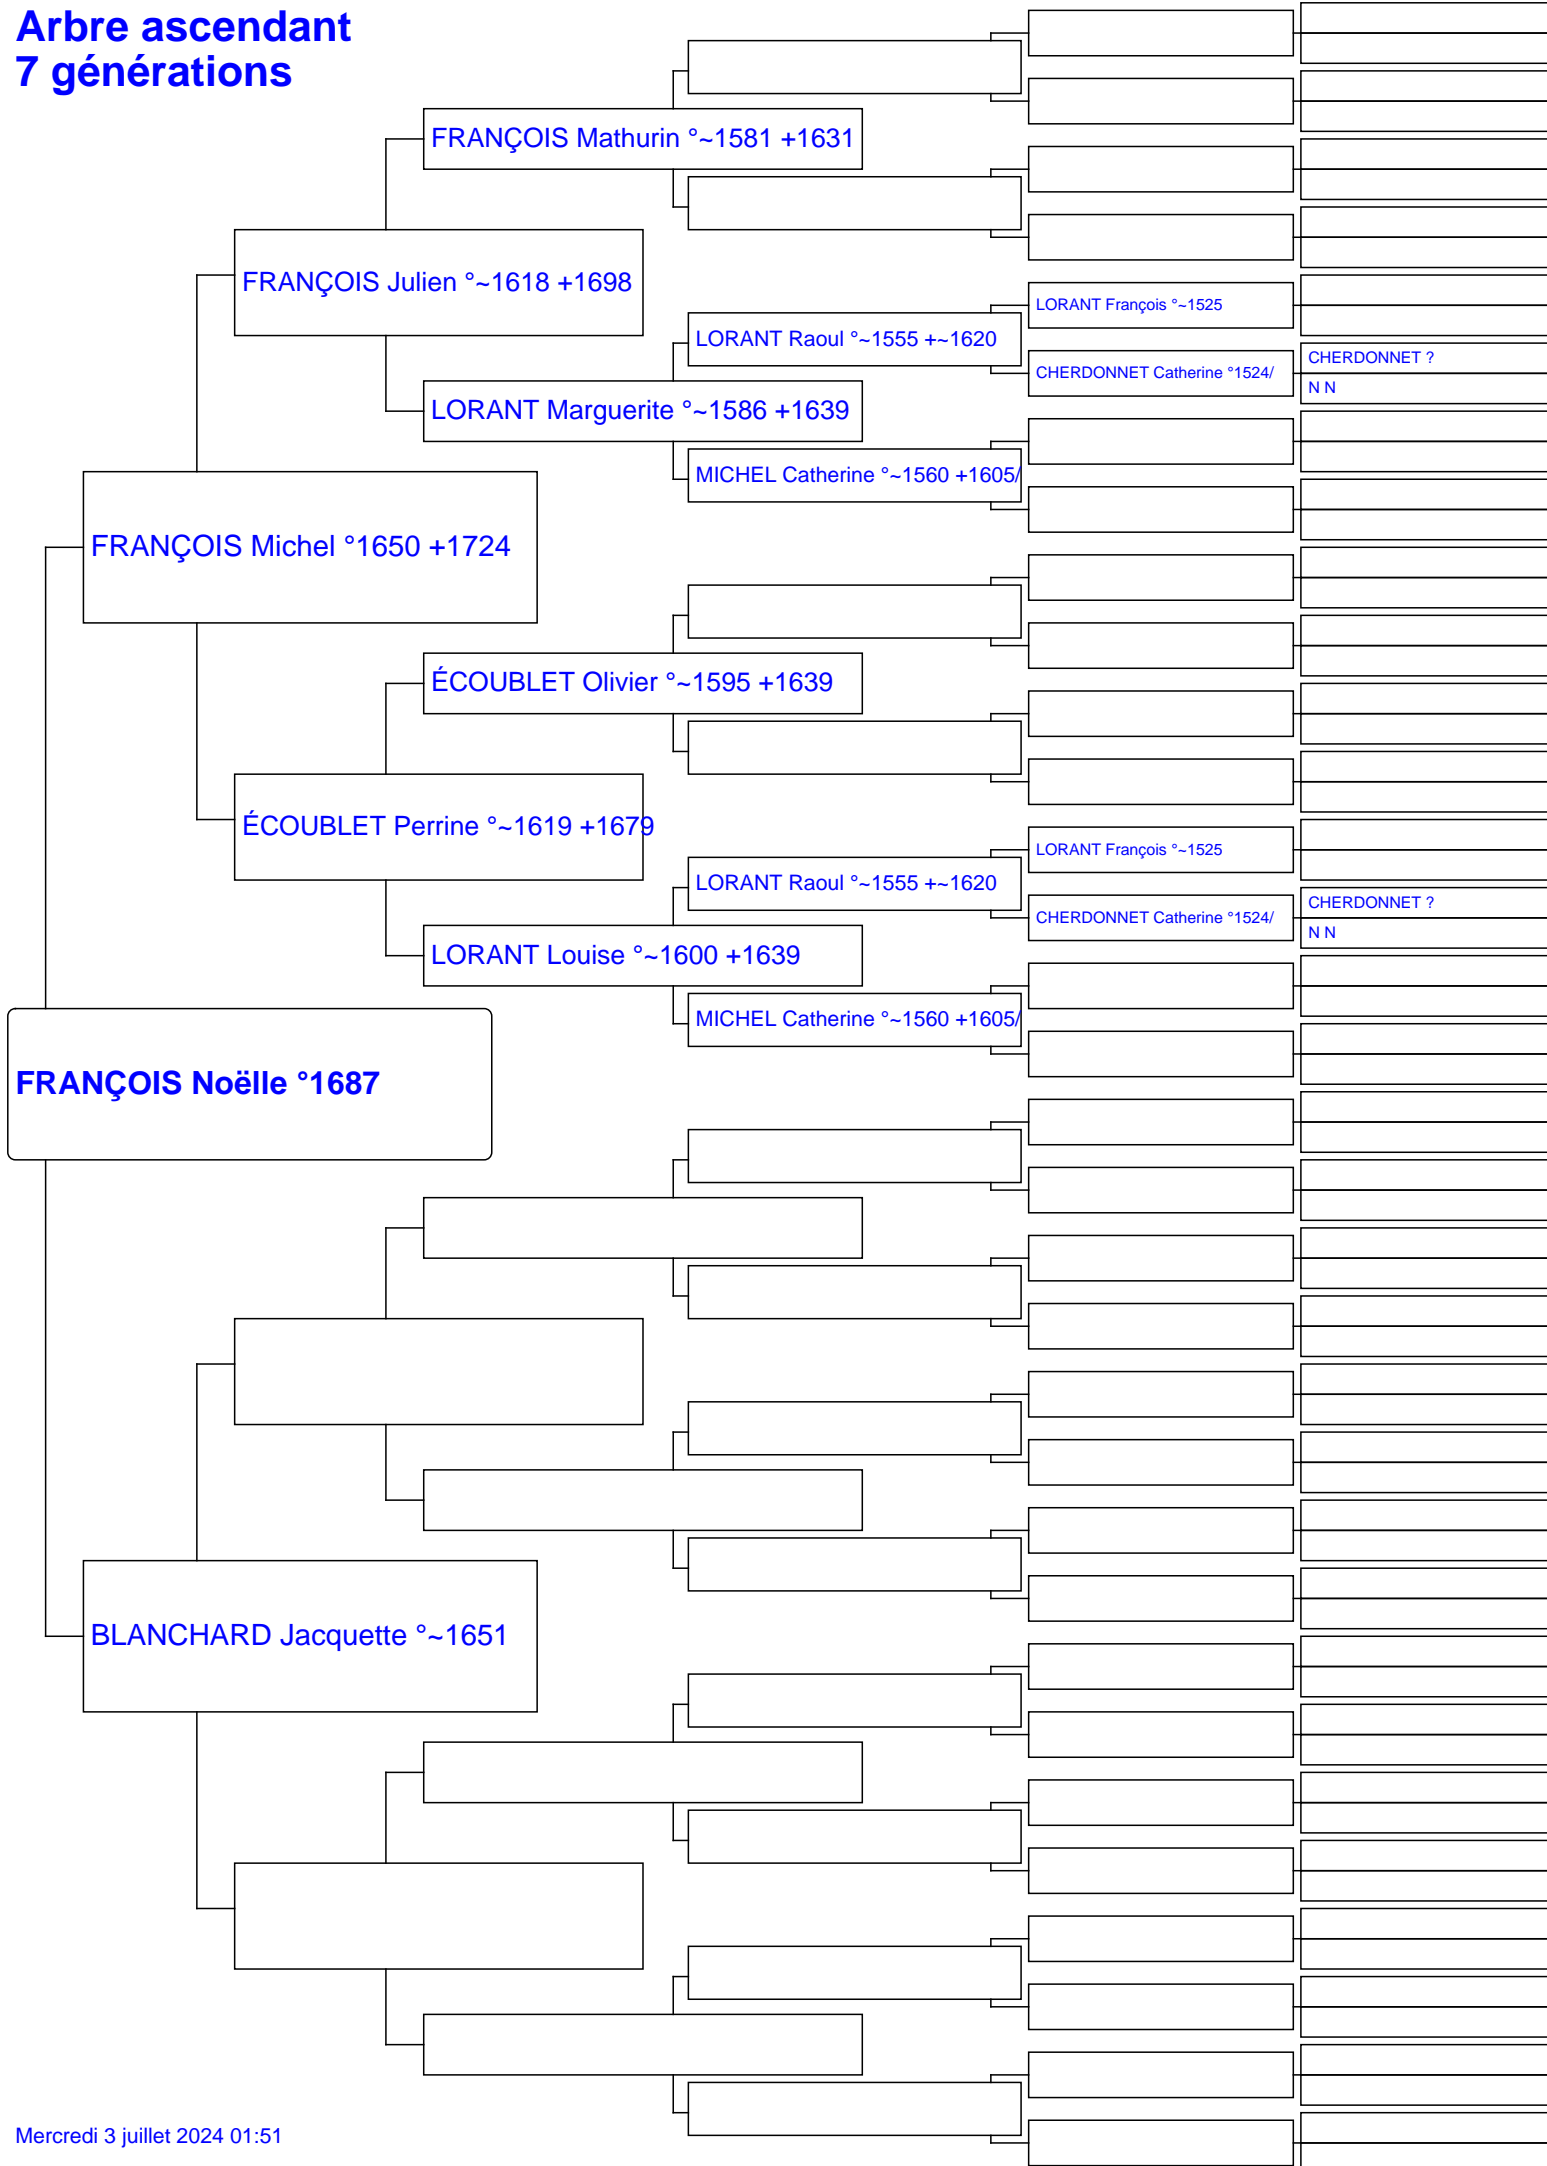 Arbre ascendant
7 générations
FRANÇOIS Mathurin °~1581 +1631
FRANÇOIS Julien °~1618 +1698
LORANT François °~1525
LORANT Raoul °~1555 +~1620
CHERDONNET ?
CHERDONNET Catherine °1524/
N N
LORANT Marguerite °~1586 +1639
MICHEL Catherine °~1560 +1605/
FRANÇOIS Michel °1650 +1724
ÉCOUBLET Olivier °~1595 +1639
ÉCOUBLET Perrine °~1619 +1679
LORANT François °~1525
LORANT Raoul °~1555 +~1620
CHERDONNET ?
CHERDONNET Catherine °1524/
N N
LORANT Louise °~1600 +1639
MICHEL Catherine °~1560 +1605/
FRANÇOIS Noëlle °1687
BLANCHARD Jacquette °~1651
Mercredi 3 juillet 2024 01:51